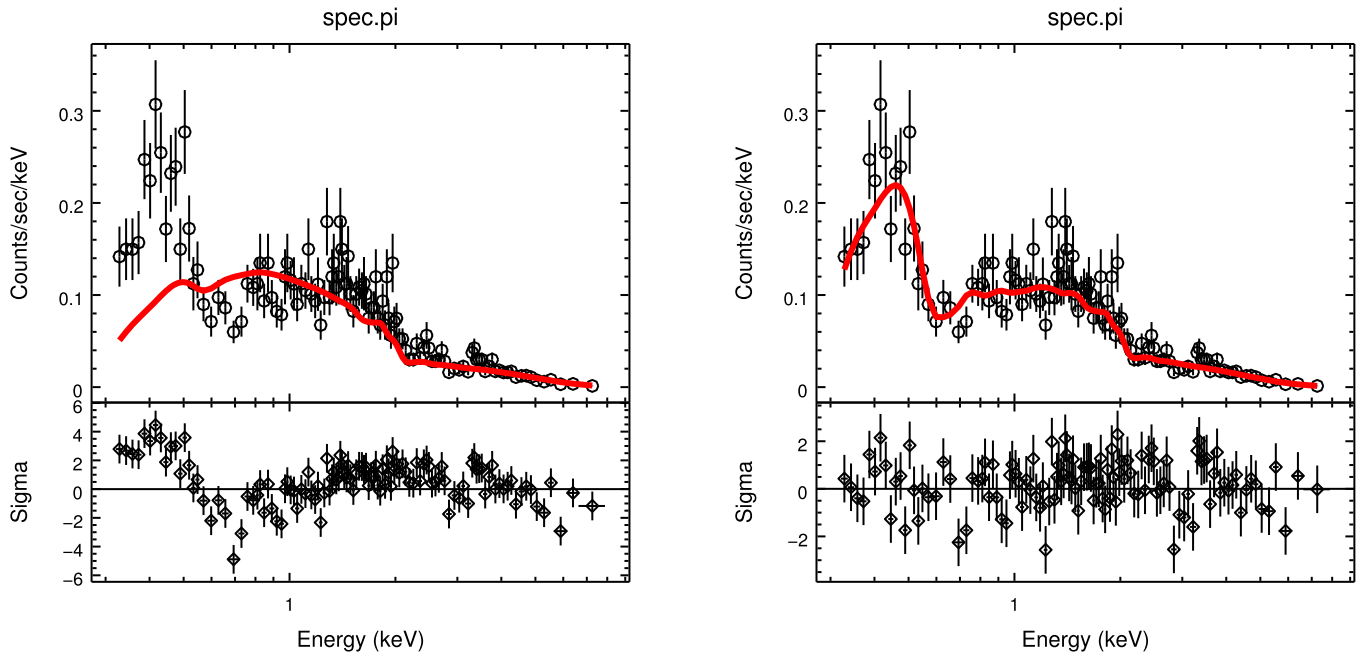 spec.pi
Counts/sec/keV
0.3
0.2
0.1
0
Sigma
6
4
2
0
−2
−4
−6
1
Energy (keV)
spec.pi
Counts/sec/keV
0.3
0.2
0.1
0
Sigma
2
0
−2
1
Energy (keV)